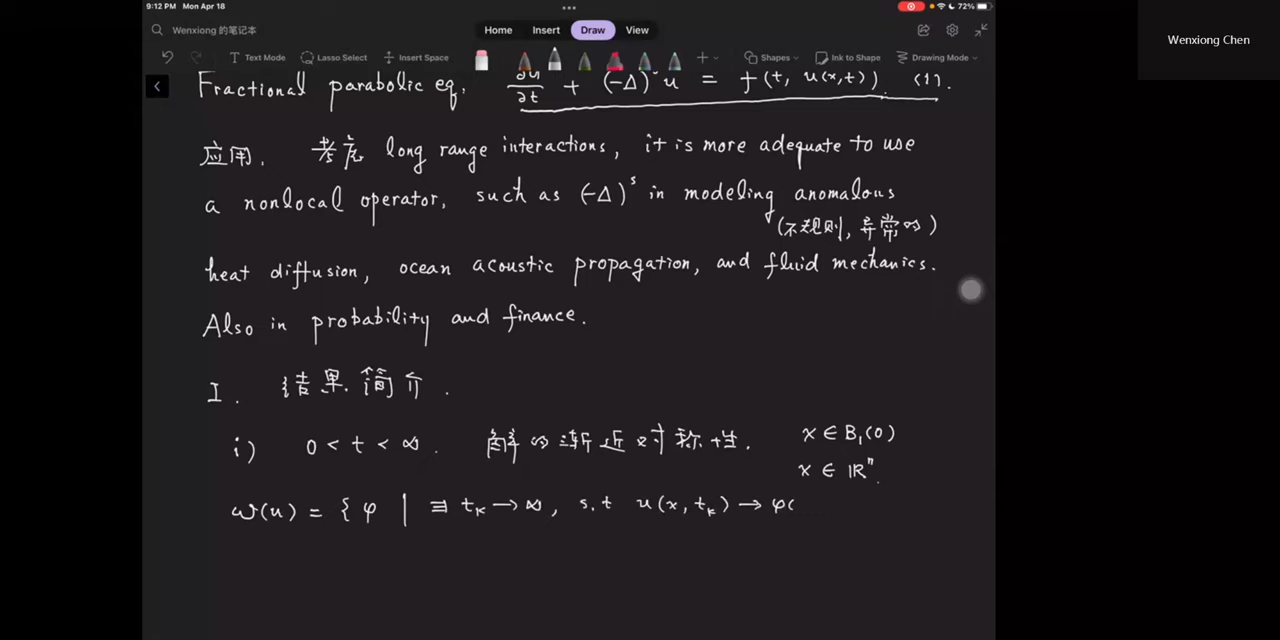 9:12 PM Mon Apr 18
72%
Wenxiong 的笔记本
Home Insert Draw View
Text Mode Lasso Select Insert Space Shapes Ink to Shape Drawing Mode
Wenxiong Chen
Fractional parabolic eq. ∂u/∂t + (-Δ)^s u = f(t, u(x,t)). (1).
应用. 考虑 long range interactions, it is more adequate to use
a nonlocal operator, such as (-Δ)^s in modeling anomalous
(不规则, 异常的)
heat diffusion, ocean acoustic propagation, and fluid mechanics.
Also in probability and finance.
I. 结果简介.
i) 0 < t < ∞. 解的渐近对称性. x ∈ B₁(0)
x ∈ ℝⁿ.
ω(u) = { φ | ∃ t_k → ∞, s.t u(x, t_k) → φ(